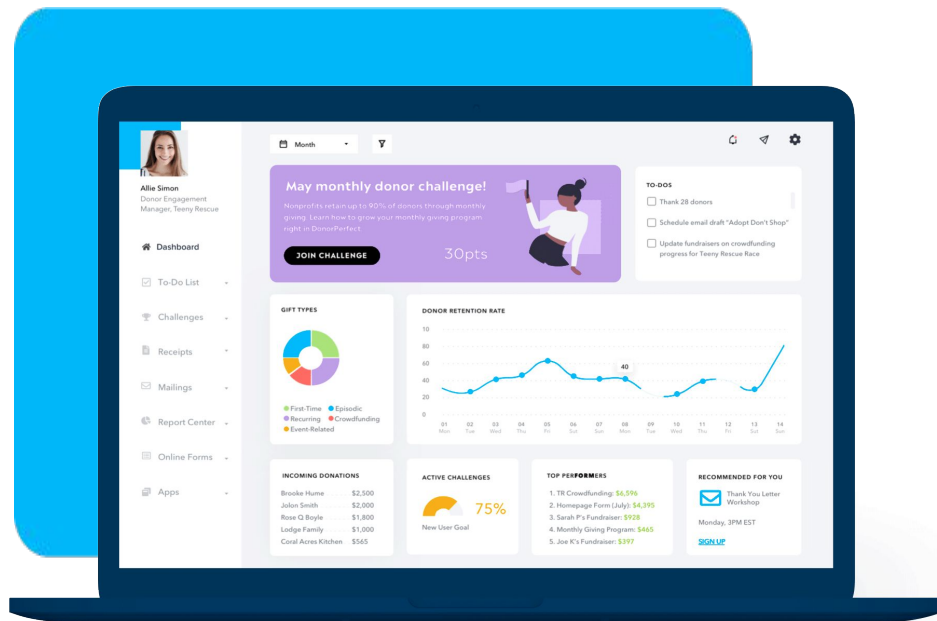 Allie Simon
Donor Engagement
Manager, Teeny Rescue
Dashboard
To-Do List
Challenges
Receipts
Mailings
Report Center
Online Forms
Apps
Month
May monthly donor challenge!
Nonprofits retain up to 90% of donors through monthly
giving. Learn how to grow your monthly giving program
right in DonorPerfect
JOIN CHALLENGE
30pts
TO-DOS
Thank 28 donors
Schedule email draft "Adopt Don't Shop"
Update fundraisers on crowdfunding
progress for Teeny Rescue Race
GIFT TYPES
First-Time Episodic
Recurring Crowdfunding
Event-Related
DONOR RETENTION RATE
10
80
60
40
20
0
40
01 02 03 04 05 06 07 08 09 10 11 12 13 14
Mon Tue Wed Thu Fri Sat Sun Mon Tue Wed Thu Fri Sat Sun
INCOMING DONATIONS
Brooke Hume $2,500
Jolon Smith $2,000
Rose Q Boyle $1,800
Lodge Family $1,000
Coral Acres Kitchen $565
ACTIVE CHALLENGES
75%
New User Goal
TOP PERFORMERS
1. TR Crowdfunding: $6,596
2. Homepage Form (July): $4,395
3. Sarah P's Fundraiser: $928
4. Monthly Giving Program: $465
5. Joe K's Fundraiser: $397
RECOMMENDED FOR YOU
Thank You Letter
Workshop
Monday, 3PM EST
SIGN UP